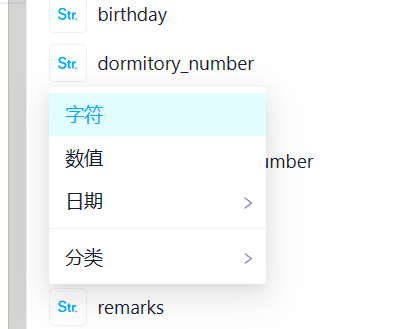 Str. birthday
Str. dormitory_number
字符
数值
umber
日期
分类
Str. remarks